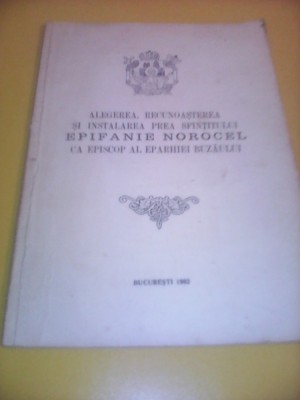 ALEGEREA, RECUNOAȘTEREA
ȘI INSTALAREA PREA SFINȚITULUI
EPIFANIE NOROCEL
CA EPISCOP AL EPARHIEI BUZĂULUI
BUCUREȘTI